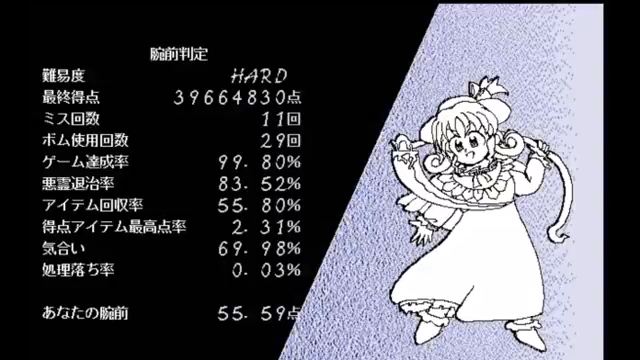 腕前判定
難易度 HARD
最終得点 39664830点
ミス回数 11回
ボム使用回数 29回
ゲーム達成率 99.80%
悪霊退治率 83.52%
アイテム回収率 55.80%
得点アイテム最高点率 2.31%
気合い 69.98%
処理落ち率 0.03%
あなたの腕前 55.59点